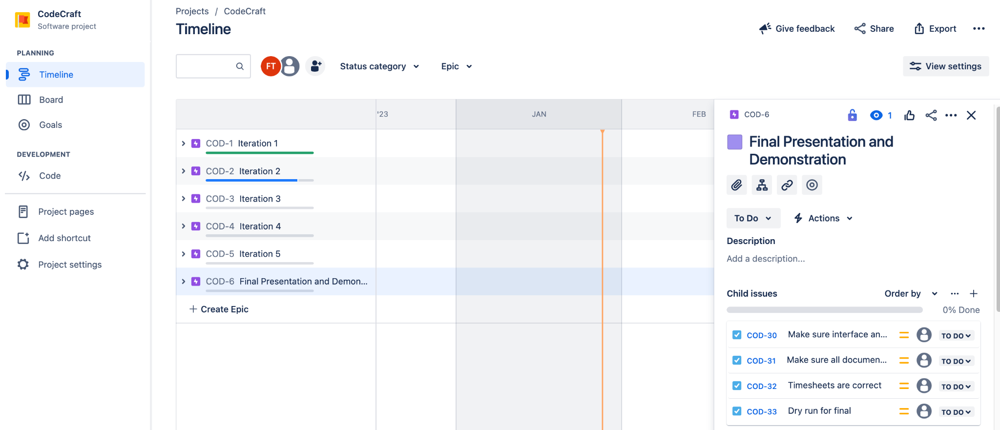 CodeCraft
Software project
PLANNING
Timeline
Board
Goals
DEVELOPMENT
Code
Project pages
Add shortcut
Project settings
Projects / CodeCraft
Timeline
Give feedback
Share
Export
FT
Status category
Epic
View settings
'23
JAN
FEB
COD-1 Iteration 1
COD-2 Iteration 2
COD-3 Iteration 3
COD-4 Iteration 4
COD-5 Iteration 5
COD-6 Final Presentation and Demon...
+ Create Epic
COD-6
1
Final Presentation and
Demonstration
To Do
Actions
Description
Add a description...
Child issues
Order by
0% Done
COD-30 Make sure interface an... TO DO
COD-31 Make sure all documen... TO DO
COD-32 Timesheets are correct TO DO
COD-33 Dry run for final TO DO